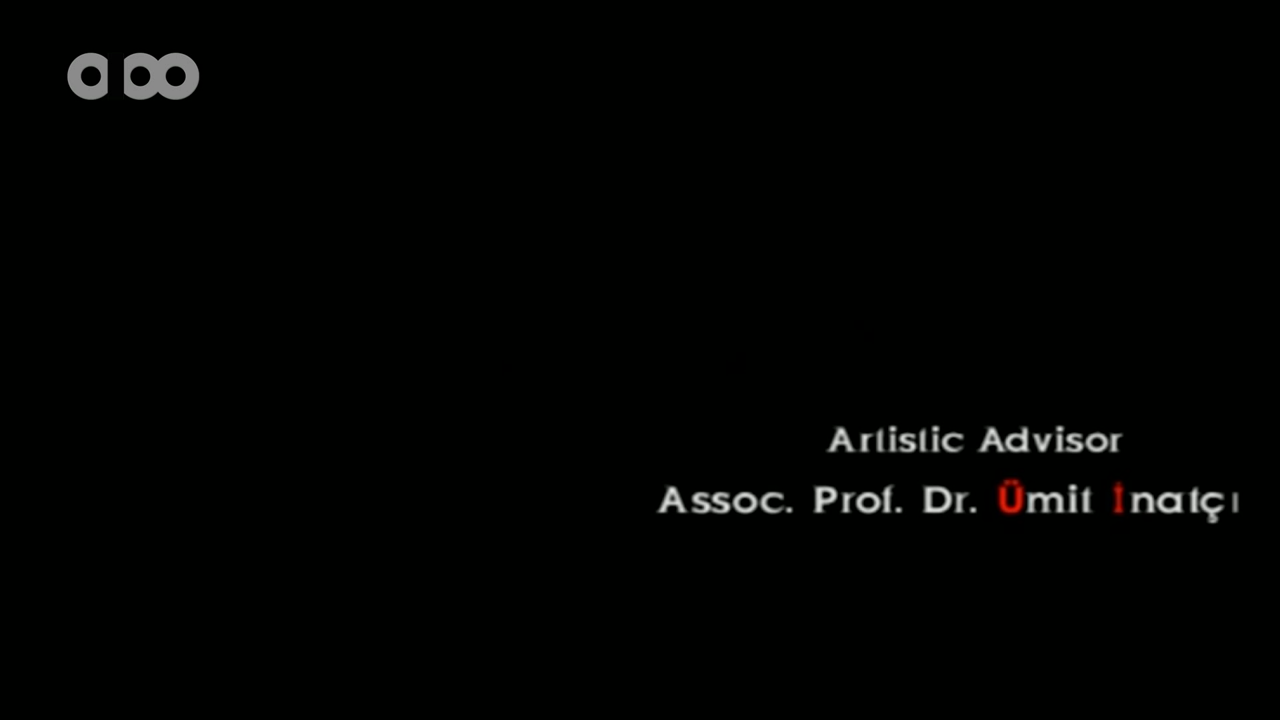 Artistic Advisor
Assoc. Prof. Dr. Ümit İnatçı